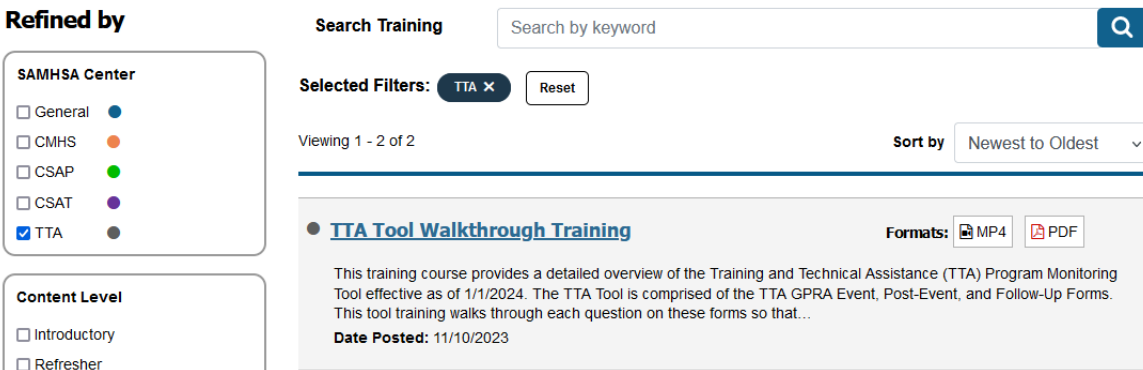 Refined by
SAMHSA Center
General
CMHS
CSAP
CSAT
TTA
Content Level
Introductory
Refresher
Search Training
Search by keyword
Selected Filters:
TTA ✕
Reset
Viewing 1 - 2 of 2
Sort by
Newest to Oldest
TTA Tool Walkthrough Training
Formats:
MP4
PDF
This training course provides a detailed overview of the Training and Technical Assistance (TTA) Program Monitoring
Tool effective as of 1/1/2024. The TTA Tool is comprised of the TTA GPRA Event, Post-Event, and Follow-Up Forms.
This tool training walks through each question on these forms so that…
Date Posted: 11/10/2023